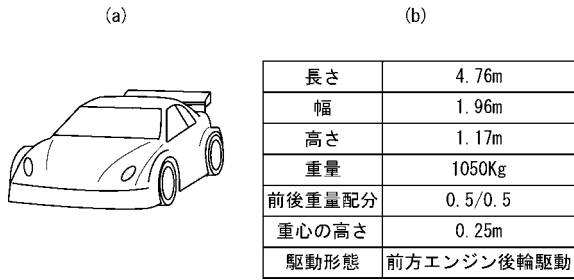 (a) (b)
長さ 4.76m
幅 1.96m
高さ 1.17m
重量 1050Kg
前後重量配分 0.5/0.5
重心の高さ 0.25m
駆動形態 前方エンジン後輪駆動